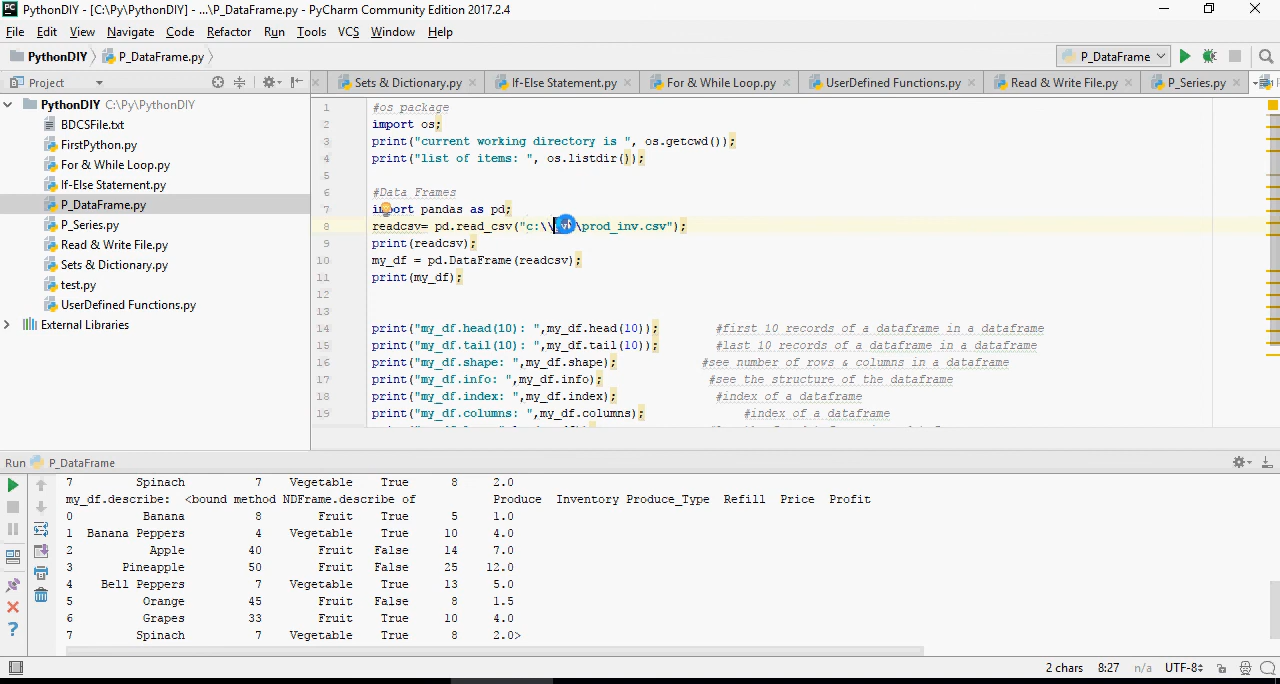 PythonDIY - [C:\Py\PythonDIY] - ...\P_DataFrame.py - PyCharm Community Edition 2017.2.4
File Edit View Navigate Code Refactor Run Tools VCS Window Help
PythonDIY P_DataFrame.py P_DataFrame
Project Sets & Dictionary.py If-Else Statement.py For & While Loop.py UserDefined Functions.py Read & Write File.py P_Series.py
PythonDIY C:\Py\PythonDIY
BDCSFile.txt
FirstPython.py
For & While Loop.py
If-Else Statement.py
P_DataFrame.py
P_Series.py
Read & Write File.py
Sets & Dictionary.py
test.py
UserDefined Functions.py
External Libraries
1 #os package
2 import os;
3 print("current working directory is ", os.getcwd());
4 print("list of items: ", os.listdir());
5
6 #Data Frames
7 import pandas as pd;
8 readcsv= pd.read_csv("c:\\ \prod_inv.csv");
9 print(readcsv);
10 my_df = pd.DataFrame(readcsv);
11 print(my_df);
12
13
14 print("my_df.head(10): ",my_df.head(10)); #first 10 records of a dataframe in a dataframe
15 print("my_df.tail(10): ",my_df.tail(10)); #last 10 records of a dataframe in a dataframe
16 print("my_df.shape: ",my_df.shape); #see number of rows & columns in a dataframe
17 print("my_df.info: ",my_df.info); #see the structure of the dataframe
18 print("my_df.index: ",my_df.index); #index of a dataframe
19 print("my_df.columns: ",my_df.columns); #index of a dataframe
Run P_DataFrame
7 Spinach 7 Vegetable True 8 2.0
my_df.describe: <bound method NDFrame.describe of Produce Inventory Produce_Type Refill Price Profit
0 Banana 8 Fruit True 5 1.0
1 Banana Peppers 4 Vegetable True 10 4.0
2 Apple 40 Fruit False 14 7.0
3 Pineapple 50 Fruit False 25 12.0
4 Bell Peppers 7 Vegetable True 13 5.0
5 Orange 45 Fruit False 8 1.5
6 Grapes 33 Fruit True 10 4.0
7 Spinach 7 Vegetable True 8 2.0>
2 chars 8:27 n/a UTF-8